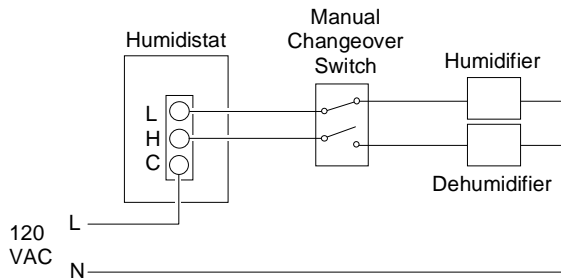 Manual
Changeover
Switch
Humidistat
Humidifier
L
H
C
Dehumidifier
L
120
VAC
N